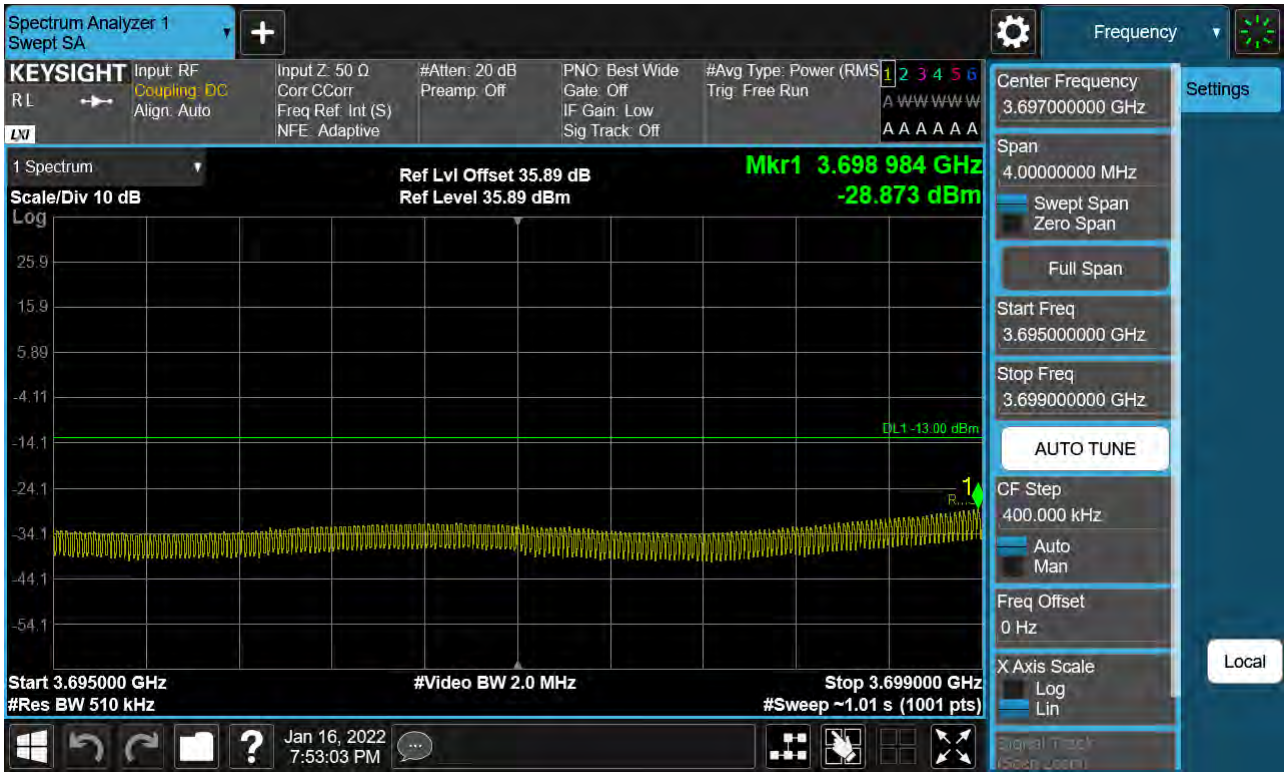 Spectrum Analyzer 1
Swept SA
Frequency
KEYSIGHT
RL
LXI
Input: RF
Coupling: DC
Align: Auto
Input Z: 50 Ω
Corr CCorr
Freq Ref: Int (S)
NFE: Adaptive
#Atten: 20 dB
Preamp: Off
PNO: Best Wide
Gate: Off
IF Gain: Low
Sig Track: Off
#Avg Type: Power (RMS
Trig: Free Run
1 2 3 4 5 6
A W W W W W
A A A A A A
1 Spectrum
Scale/Div 10 dB
Log
Ref Lvl Offset 35.89 dB
Ref Level 35.89 dBm
Mkr1 3.698 984 GHz
-28.873 dBm
25.9
15.9
5.89
-4.11
-14.1
-24.1
-34.1
-44.1
-54.1
DL1 -13.00 dBm
1
R...
Start 3.695000 GHz
#Res BW 510 kHz
#Video BW 2.0 MHz
Stop 3.699000 GHz
#Sweep ~1.01 s (1001 pts)
Center Frequency
3.697000000 GHz
Span
4.00000000 MHz
Swept Span
Zero Span
Full Span
Start Freq
3.695000000 GHz
Stop Freq
3.699000000 GHz
AUTO TUNE
CF Step
400.000 kHz
Auto
Man
Freq Offset
0 Hz
X Axis Scale
Log
Lin
Signal Track
(Span Zoom)
Settings
Local
?
Jan 16, 2022
7:53:03 PM